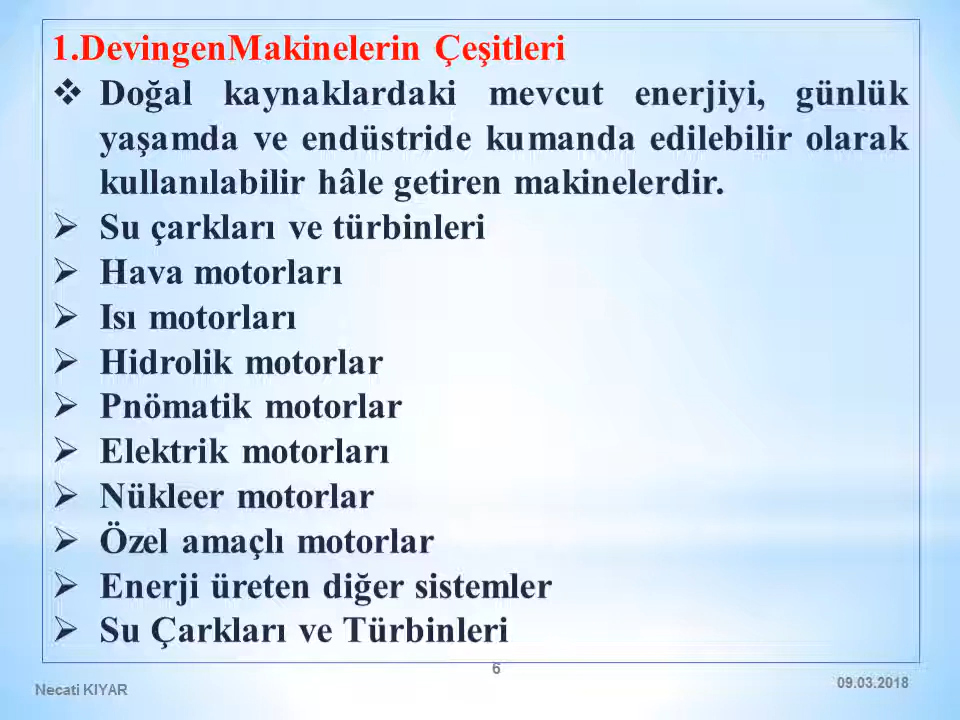 1.DevingenMakinelerin Çeşitleri
❖ Doğal kaynaklardaki mevcut enerjiyi, günlük
yaşamda ve endüstride kumanda edilebilir olarak
kullanılabilir hâle getiren makinelerdir.
➢ Su çarkları ve türbinleri
➢ Hava motorları
➢ Isı motorları
➢ Hidrolik motorlar
➢ Pnömatik motorlar
➢ Elektrik motorları
➢ Nükleer motorlar
➢ Özel amaçlı motorlar
➢ Enerji üreten diğer sistemler
➢ Su Çarkları ve Türbinleri
6
Necati KIYAR
09.03.2018